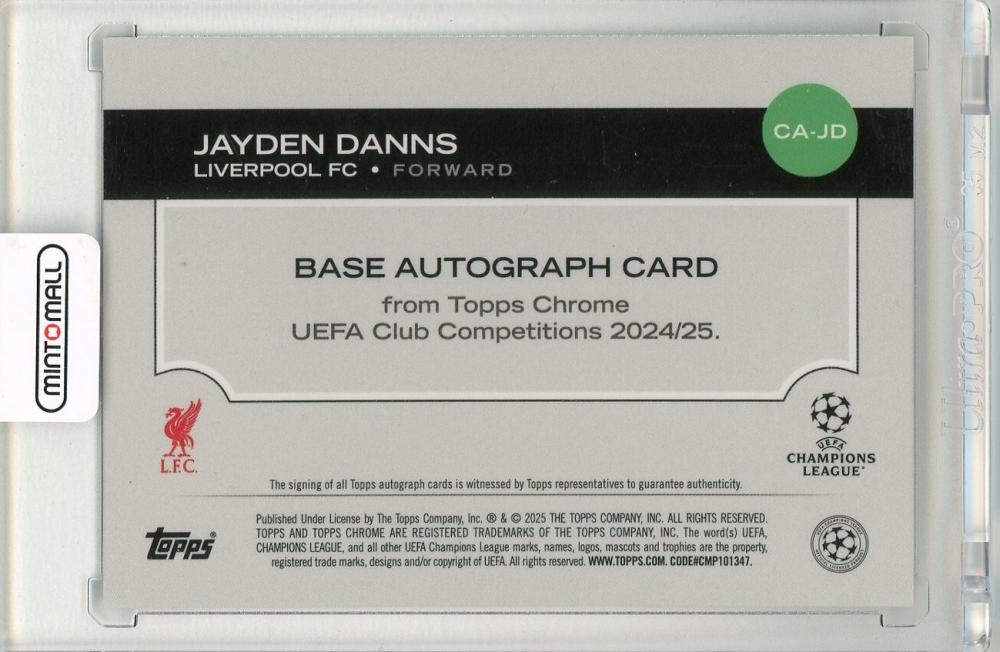 JAYDEN DANNS
LIVERPOOL FC • FORWARD
CA-JD
BASE AUTOGRAPH CARD
from Topps Chrome
UEFA Club Competitions 2024/25.
MINTOMALL
L.F.C.
UEFA
CHAMPIONS
LEAGUE®
The signing of all Topps autograph cards is witnessed by Topps representatives to guarantee authenticity.
topps®
Published Under License by The Topps Company, Inc. ® & © 2025 THE TOPPS COMPANY, INC. ALL RIGHTS RESERVED.
TOPPS AND TOPPS CHROME ARE REGISTERED TRADEMARKS OF THE TOPPS COMPANY, INC. The word(s) UEFA,
CHAMPIONS LEAGUE, and all other UEFA Champions League marks, names, logos, mascots and trophies are the property,
registered trade marks, designs and/or copyright of UEFA. All rights reserved. WWW.TOPPS.COM. CODE#CMP101347.
UltraPRO